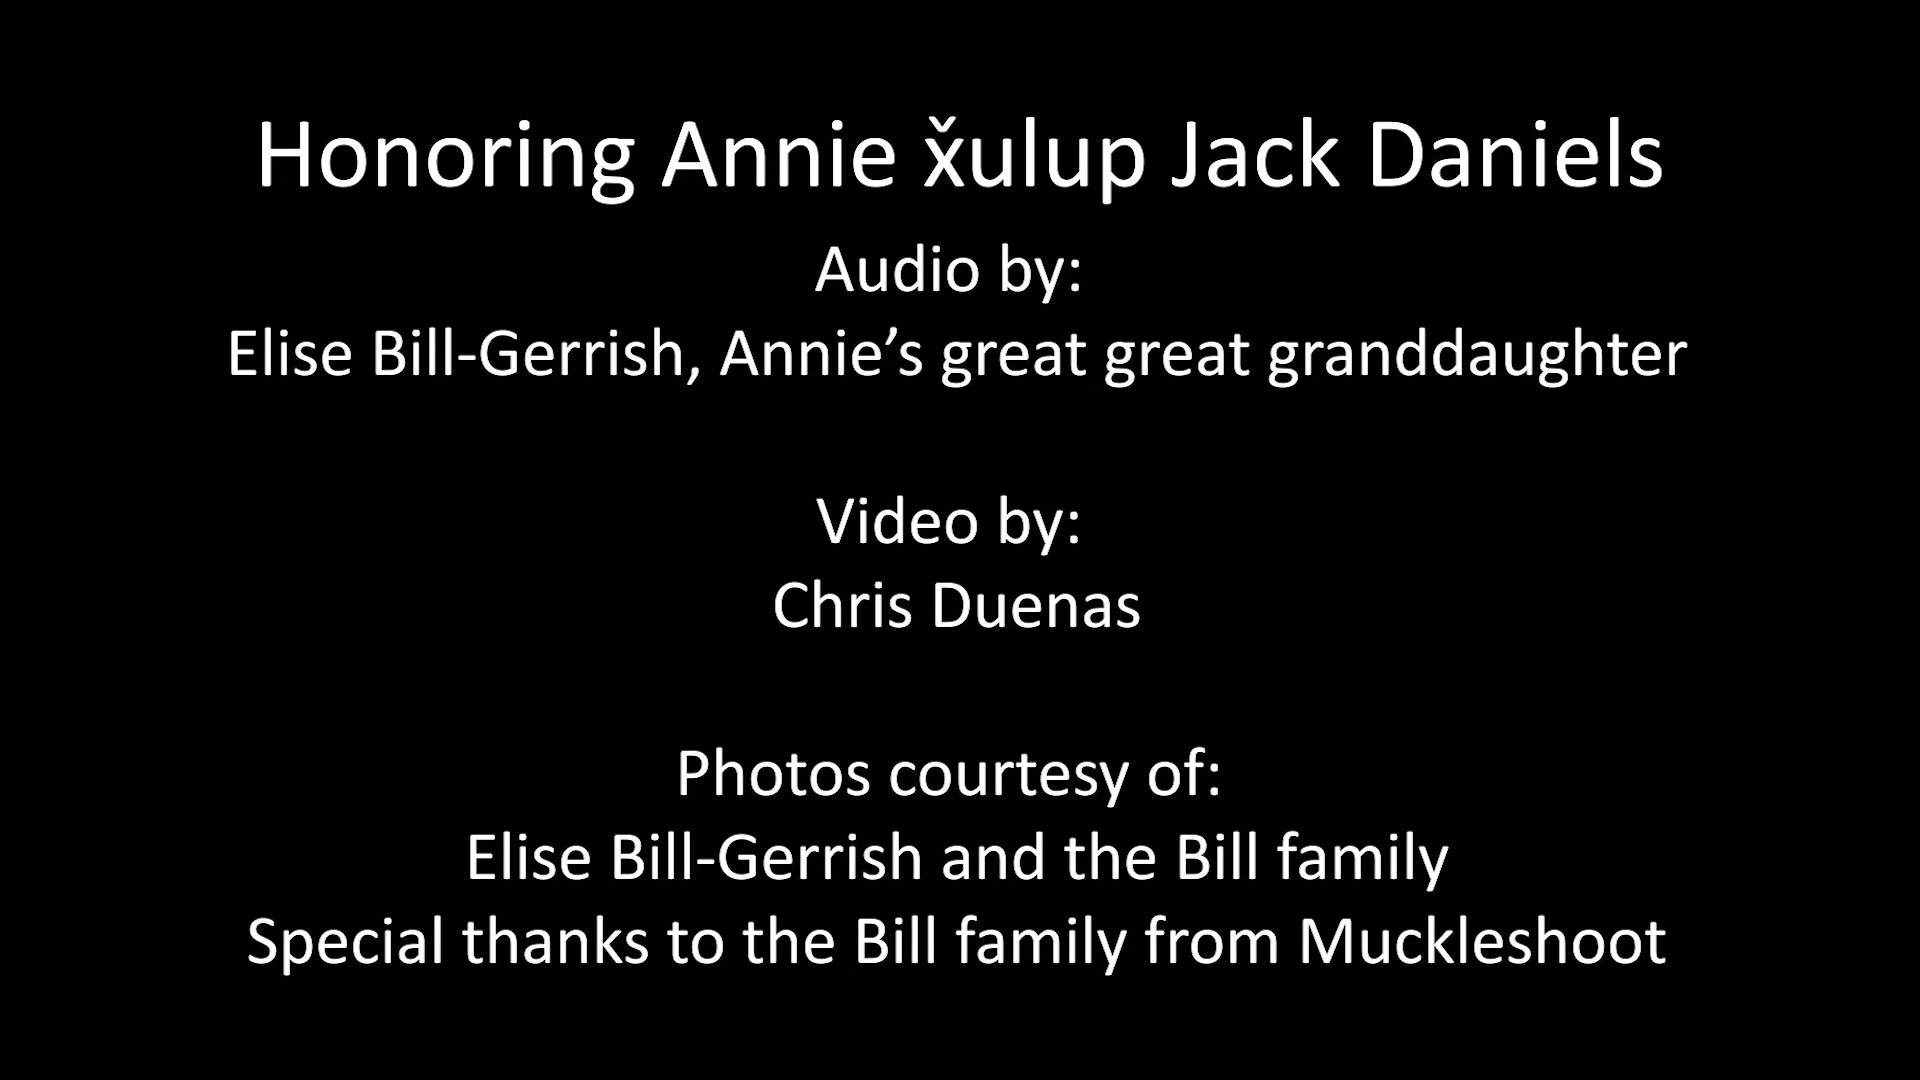 Honoring Annie x̌ulup Jack Daniels
Audio by:
Elise Bill-Gerrish, Annie’s great great granddaughter
Video by:
Chris Duenas
Photos courtesy of:
Elise Bill-Gerrish and the Bill family
Special thanks to the Bill family from Muckleshoot